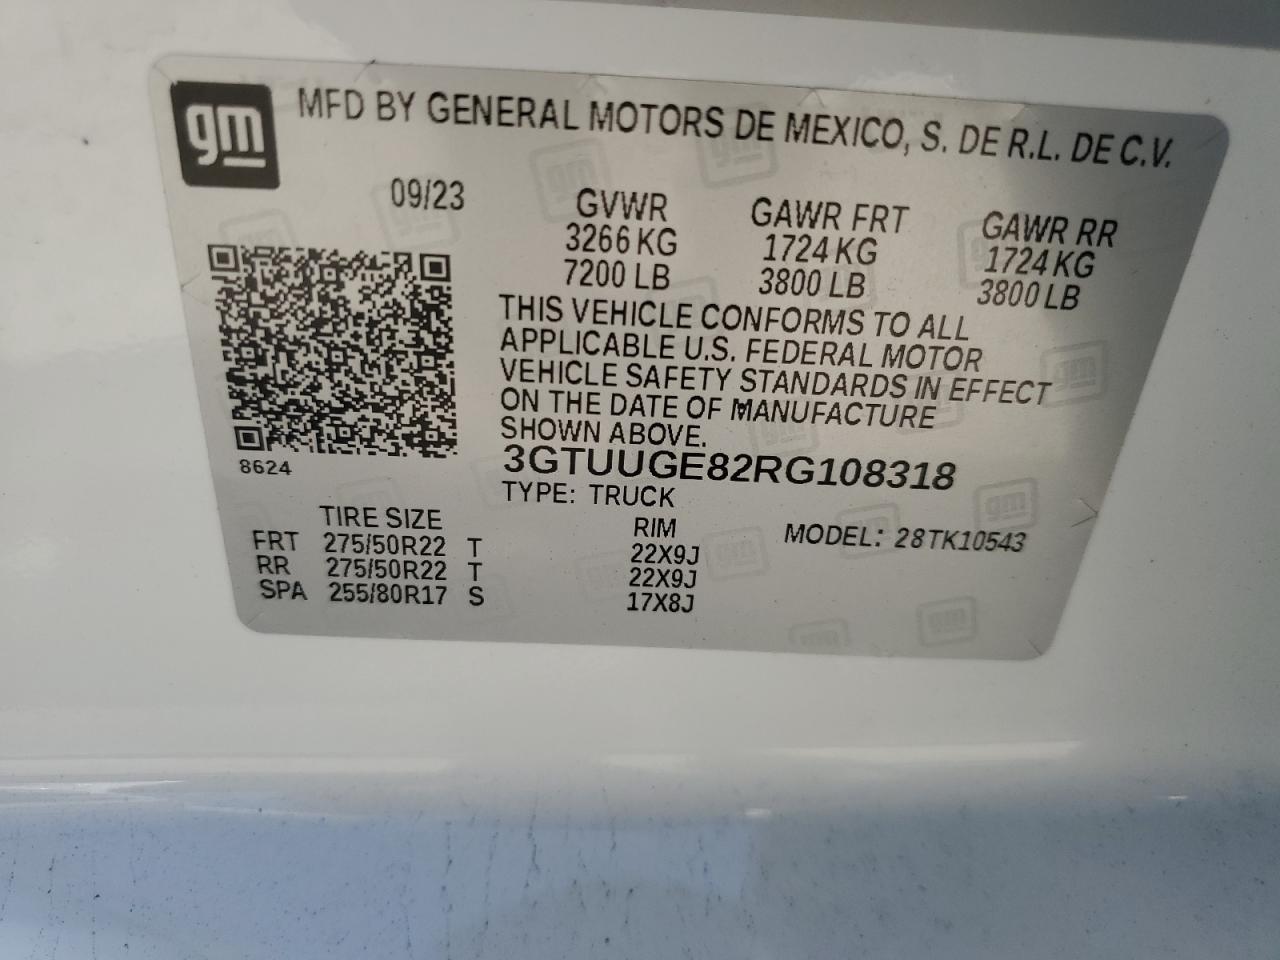 gm
MFD BY GENERAL MOTORS DE MEXICO, S. DE R.L. DE C.V.
09/23
GVWR GAWR FRT GAWR RR
3266 KG 1724 KG 1724 KG
7200 LB 3800 LB 3800 LB
THIS VEHICLE CONFORMS TO ALL
APPLICABLE U.S. FEDERAL MOTOR
VEHICLE SAFETY STANDARDS IN EFFECT
ON THE DATE OF MANUFACTURE
SHOWN ABOVE.
8624
3GTUUGE82RG108318
TYPE: TRUCK
TIRE SIZE RIM MODEL: 28TK10543
FRT 275/50R22 T 22X9J
RR 275/50R22 T 22X9J
SPA 255/80R17 S 17X8J